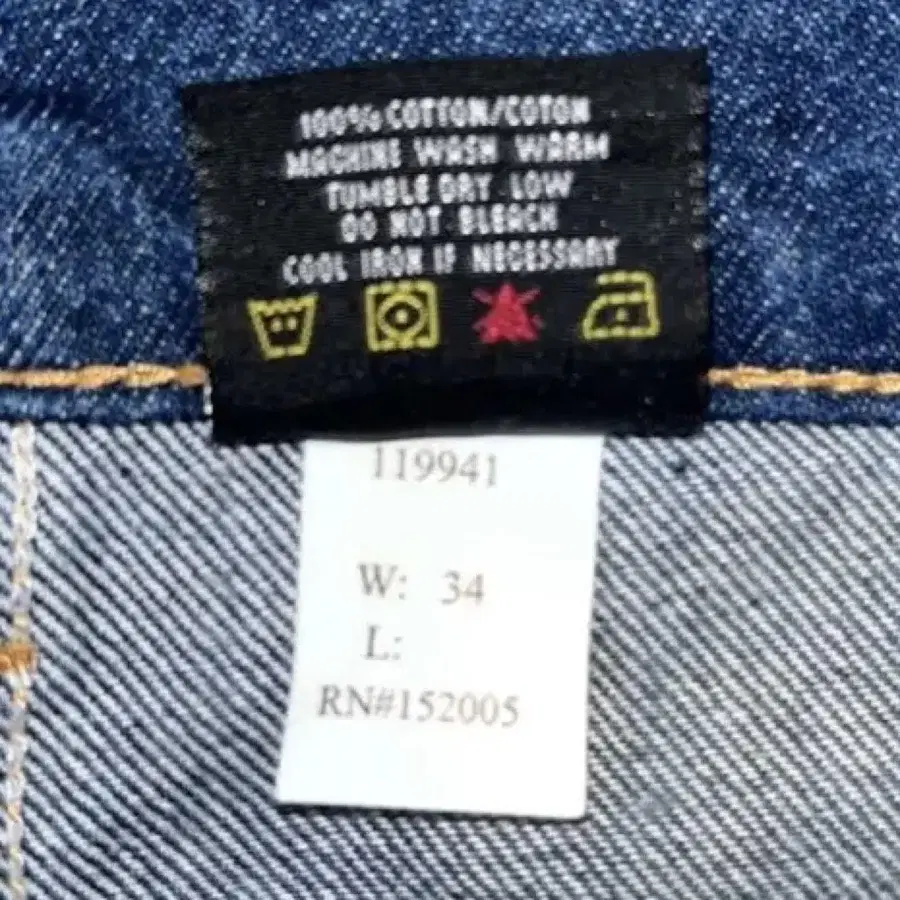 100% COTTON/COTON
MACHINE WASH WARM
TUMBLE DRY LOW
DO NOT BLEACH
COOL IRON IF NECESSARY
119941
W: 34
L:
RN#152005